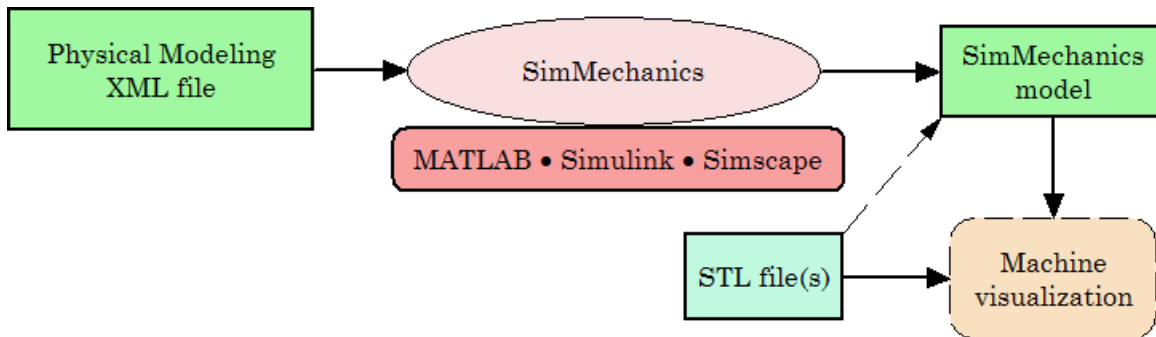 Physical Modeling
XML file
SimMechanics
SimMechanics
model
MATLAB • Simulink • Simscape
STL file(s)
Machine
visualization